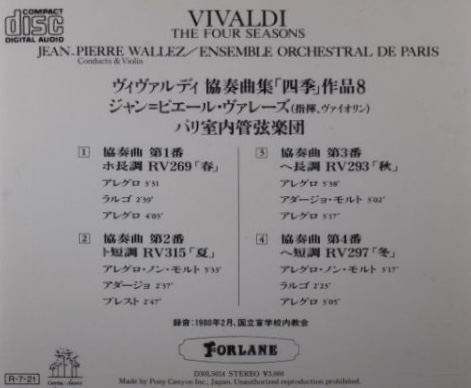 COMPACT
disc
DIGITAL AUDIO
VIVALDI
THE FOUR SEASONS
JEAN-PIERRE WALLEZ/ENSEMBLE ORCHESTRAL DE PARIS
Conducts & Violin
ヴィヴァルディ 協奏曲集「四季」作品8
ジャン=ピエール・ヴァレーズ(指揮、ヴァイオリン)
パリ室内管弦楽団
1 協奏曲 第1番
ホ長調 RV269「春」
アレグロ 3'31
ラルゴ 2'39"
アレグロ 4'05"
2 協奏曲 第2番
ト短調 RV315「夏」
アレグロ・ノン・モルト 5'35"
アダージョ 2'37"
プレスト 2'47"
3 協奏曲 第3番
ヘ長調 RV293「秋」
アレグロ 5'38"
アダージョ・モルト 3'02"
アレグロ 3'17"
4 協奏曲 第4番
ヘ短調 RV297「冬」
アレグロ・ノン・モルト 3'17"
ラルゴ 2'25"
アレグロ 3'05"
録音:1980年2月、国立盲学校内教会
FORLANE
R-7-21
D30L5014 STEREO ¥3,000
Made by Pony Canyon Inc., Japan. Unauthorized reproduction prohibited.